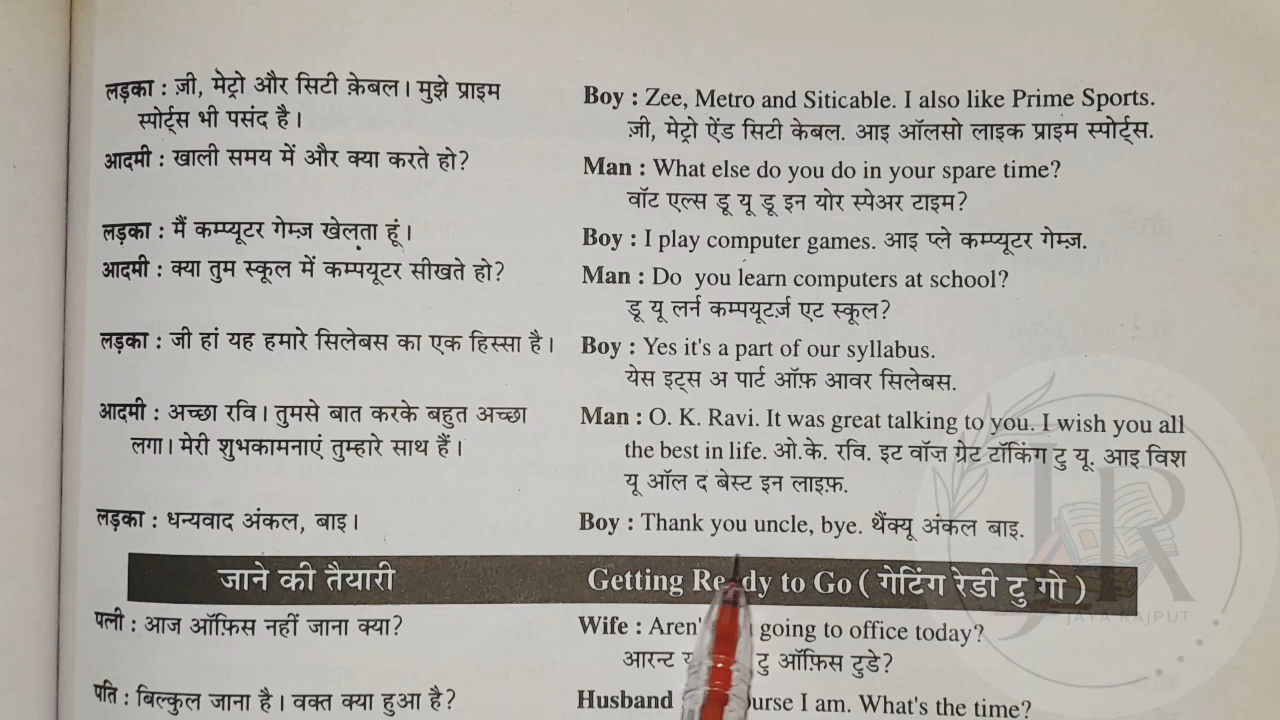 लड़का : ज़ी, मेट्रो और सिटी क़ेबल। मुझे प्राइम
स्पोर्ट्स भी पसंद है।
Boy : Zee, Metro and Siticable. I also like Prime Sports.
ज़ी, मेट्रो ऐंड सिटी केबल. आइ ऑलसो लाइक प्राइम स्पोर्ट्स.
आदमी : खाली समय में और क्या करते हो?
Man : What else do you do in your spare time?
वॉट एल्स डू यू डू इन योर स्पेअर टाइम?
लड़का : मैं कम्प्यूटर गेम्ज़ खेलता हूं।
Boy : I play computer games. आइ प्ले कम्प्यूटर गेम्ज़.
आदमी : क्या तुम स्कूल में कम्पयूटर सीखते हो?
Man : Do you learn computers at school?
डू यू लर्न कम्पयूटर्ज़ एट स्कूल?
लड़का : जी हां यह हमारे सिलेबस का एक हिस्सा है।
Boy : Yes it's a part of our syllabus.
येस इट्स अ पार्ट ऑफ़ आवर सिलेबस.
आदमी : अच्छा रवि। तुमसे बात करके बहुत अच्छा
लगा। मेरी शुभकामनाएं तुम्हारे साथ हैं।
Man : O. K. Ravi. It was great talking to you. I wish you all
the best in life. ओ.के. रवि. इट वॉज़ ग्रेट टॉकिंग टु यू. आइ विश
यू ऑल द बेस्ट इन लाइफ़.
लड़का : धन्यवाद अंकल, बाइ।
Boy : Thank you uncle, bye. थैंक्यू अंकल बाइ.
जाने की तैयारी
Getting Ready to Go ( गेटिंग रेडी टु गो )
पत्नी : आज ऑफ़िस नहीं जाना क्या?
Wife : going to office today?
आरन्ट टु ऑफ़िस टुडे?
पति : बिल्कुल जाना है। वक्त क्या हुआ है?
Husband I am. What's the time?
JR
JAYA RAJPUT